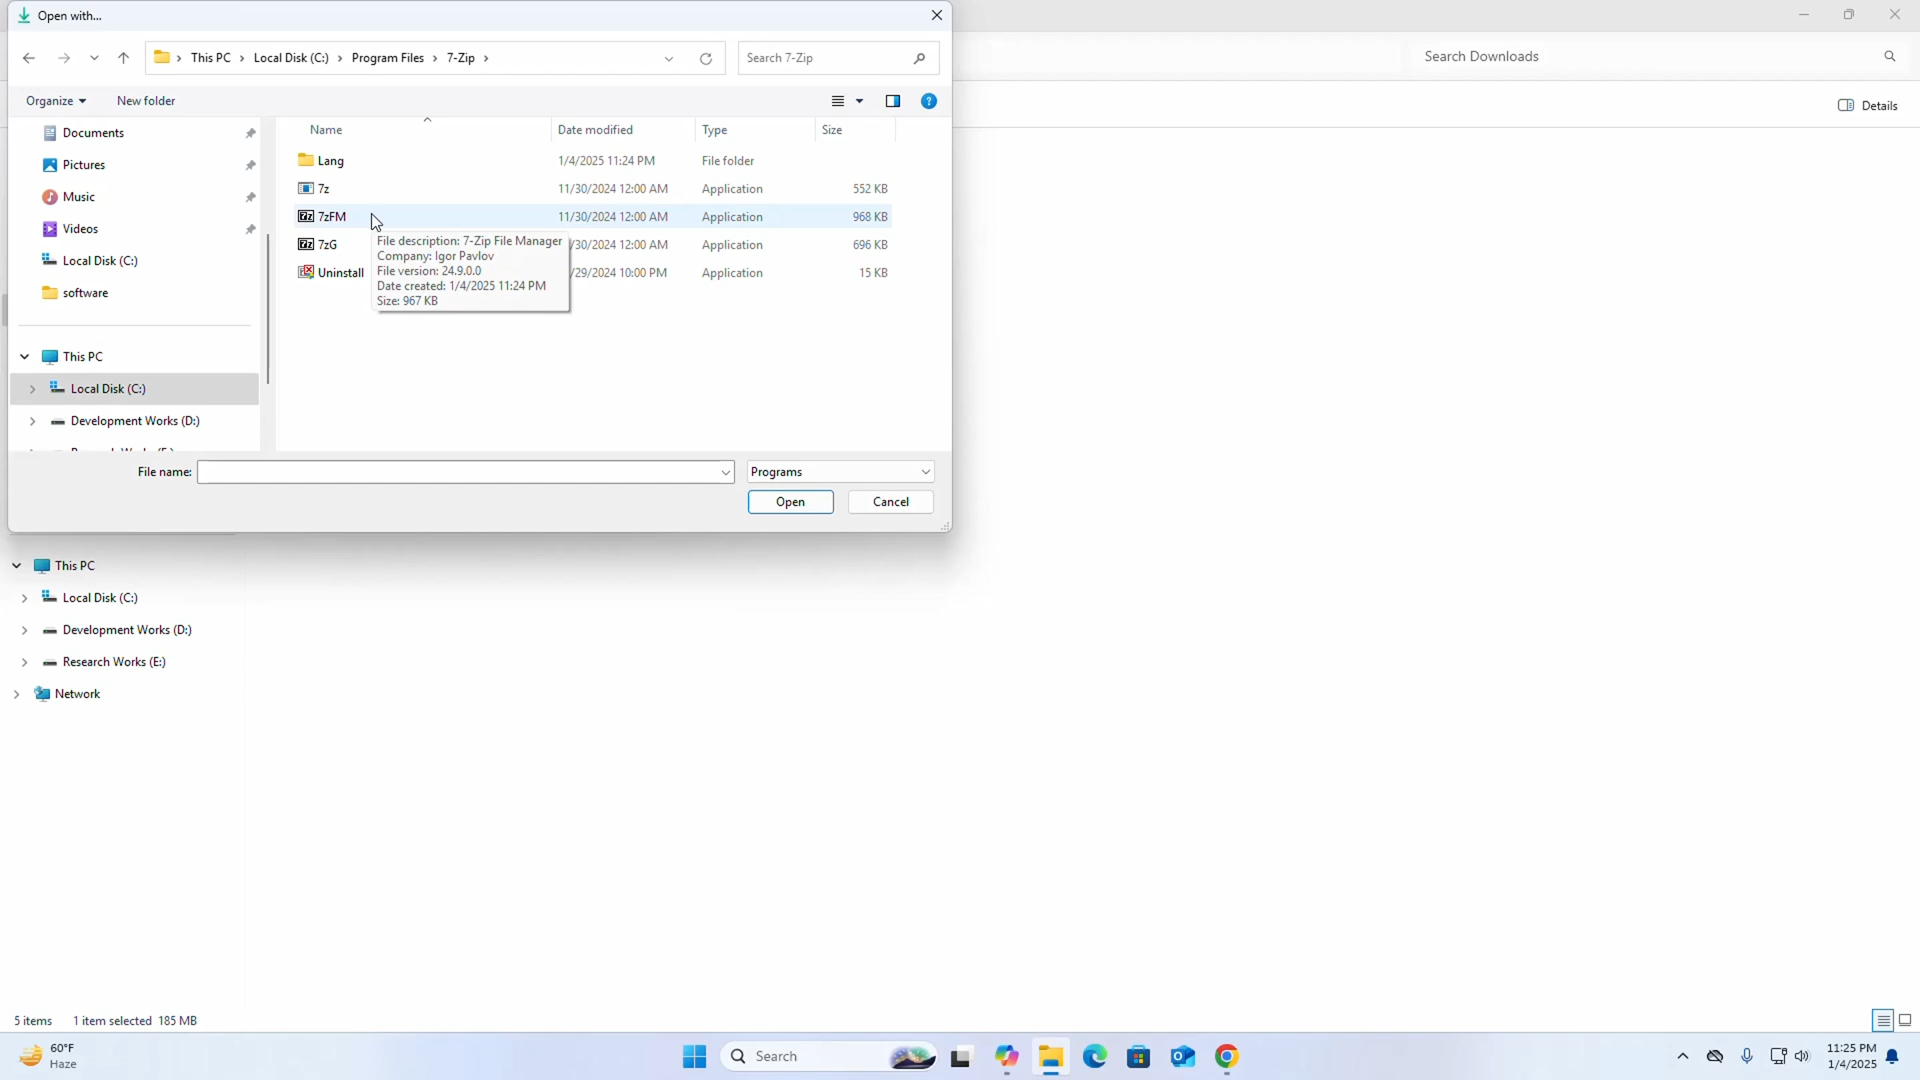 Open with...
This PC > Local Disk (C:) > Program Files > 7-Zip >
Search 7-Zip
Search Downloads
Organize
New folder
Details
Name Date modified Type Size
Documents
Pictures
Music
Videos
Local Disk (C:)
software
This PC
Local Disk (C:)
Development Works (D:)
Lang 1/4/2025 11:24 PM File folder
7z 11/30/2024 12:00 AM Application 552 KB
7zFM 11/30/2024 12:00 AM Application 968 KB
7zG /30/2024 12:00 AM Application 696 KB
Uninstall /29/2024 10:00 PM Application 15 KB
File description: 7-Zip File Manager
Company: Igor Pavlov
File version: 24.9.0.0
Date created: 1/4/2025 11:24 PM
Size: 967 KB
File name:
Programs
Open
Cancel
This PC
Local Disk (C:)
Development Works (D:)
Research Works (E:)
Network
5 items 1 item selected 185 MB
60°F
Haze
Search
11:25 PM
1/4/2025